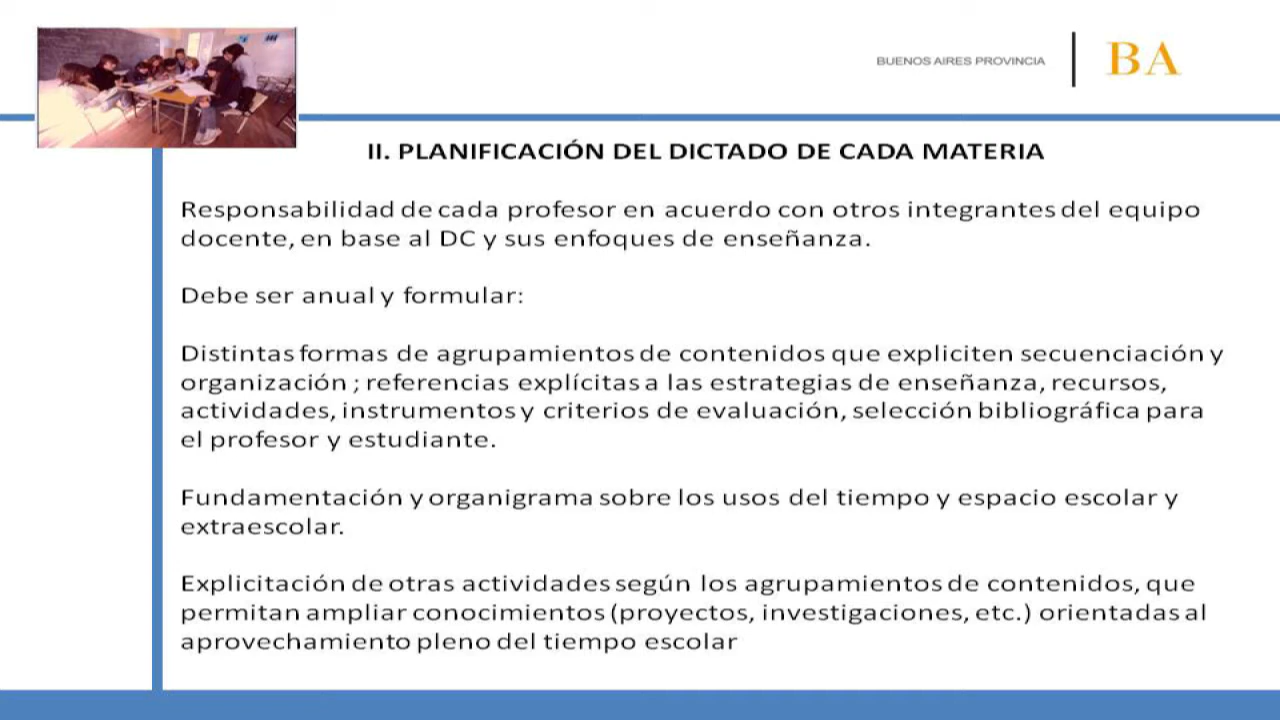 BUENOS AIRES PROVINCIA
BA
II. PLANIFICACIÓN DEL DICTADO DE CADA MATERIA
Responsabilidad de cada profesor en acuerdo con otros integrantes del equipo
docente, en base al DC y sus enfoques de enseñanza.
Debe ser anual y formular:
Distintas formas de agrupamientos de contenidos que expliciten secuenciación y
organización ; referencias explícitas a las estrategias de enseñanza, recursos,
actividades, instrumentos y criterios de evaluación, selección bibliográfica para
el profesor y estudiante.
Fundamentación y organigrama sobre los usos del tiempo y espacio escolar y
extraescolar.
Explicitación de otras actividades según los agrupamientos de contenidos, que
permitan ampliar conocimientos (proyectos, investigaciones, etc.) orientadas al
aprovechamiento pleno del tiempo escolar